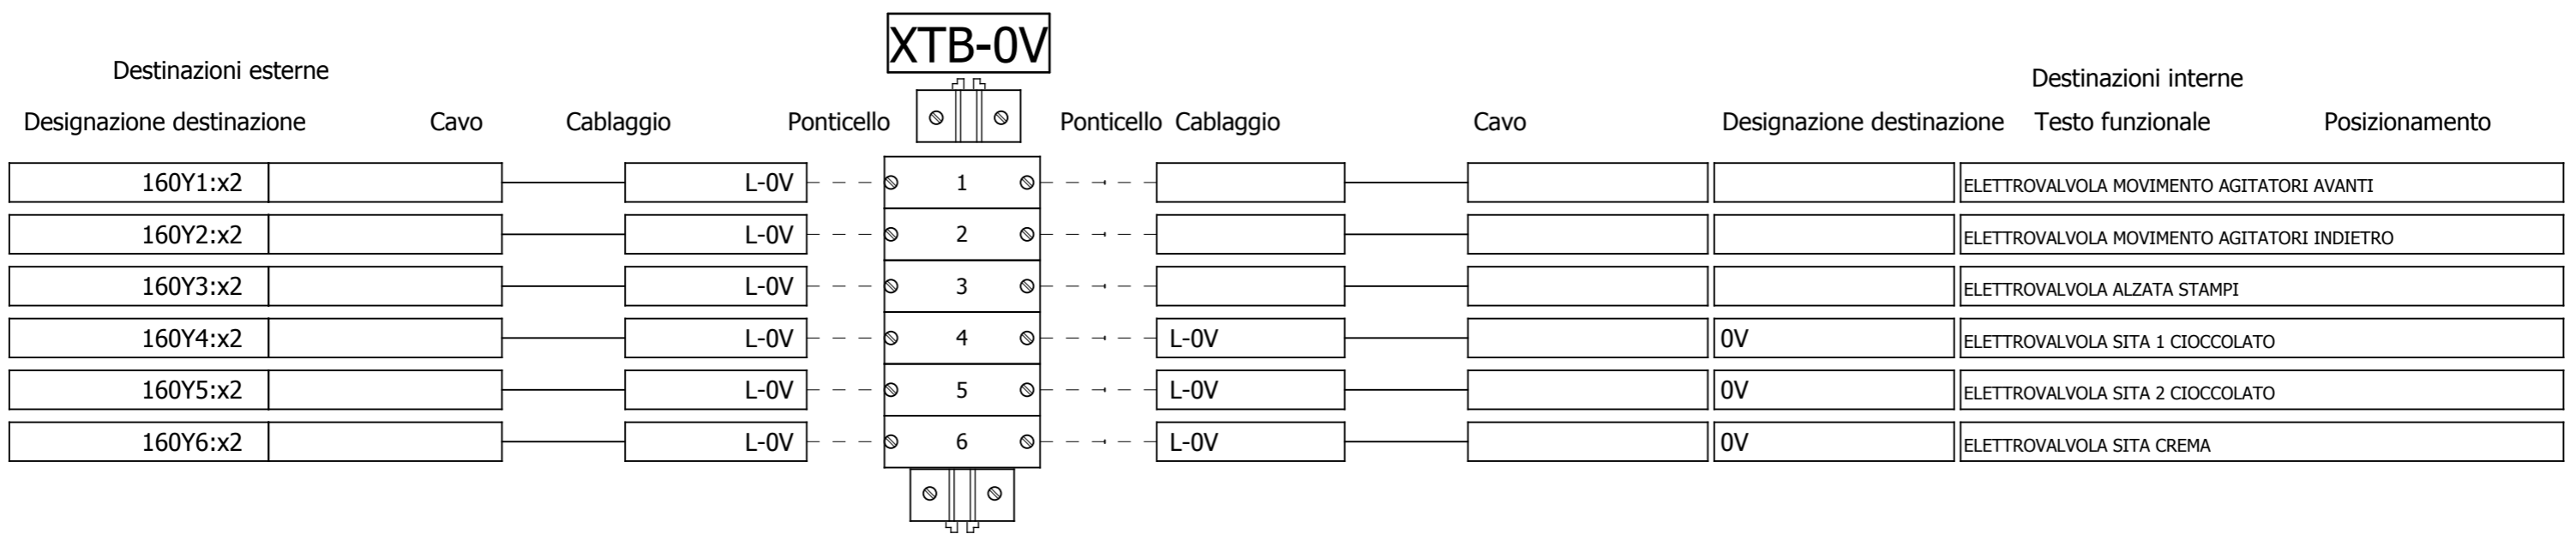 XTB-0V
Destinazioni esterne
Destinazioni interne
Designazione destinazione Cavo Cablaggio Ponticello Ponticello Cablaggio Cavo Designazione destinazione Testo funzionale Posizionamento
160Y1:x2 L-0V 1 ELETTROVALVOLA MOVIMENTO AGITATORI AVANTI
160Y2:x2 L-0V 2 ELETTROVALVOLA MOVIMENTO AGITATORI INDIETRO
160Y3:x2 L-0V 3 ELETTROVALVOLA ALZATA STAMPI
160Y4:x2 L-0V 4 L-0V 0V ELETTROVALVOLA SITA 1 CIOCCOLATO
160Y5:x2 L-0V 5 L-0V 0V ELETTROVALVOLA SITA 2 CIOCCOLATO
160Y6:x2 L-0V 6 L-0V 0V ELETTROVALVOLA SITA CREMA